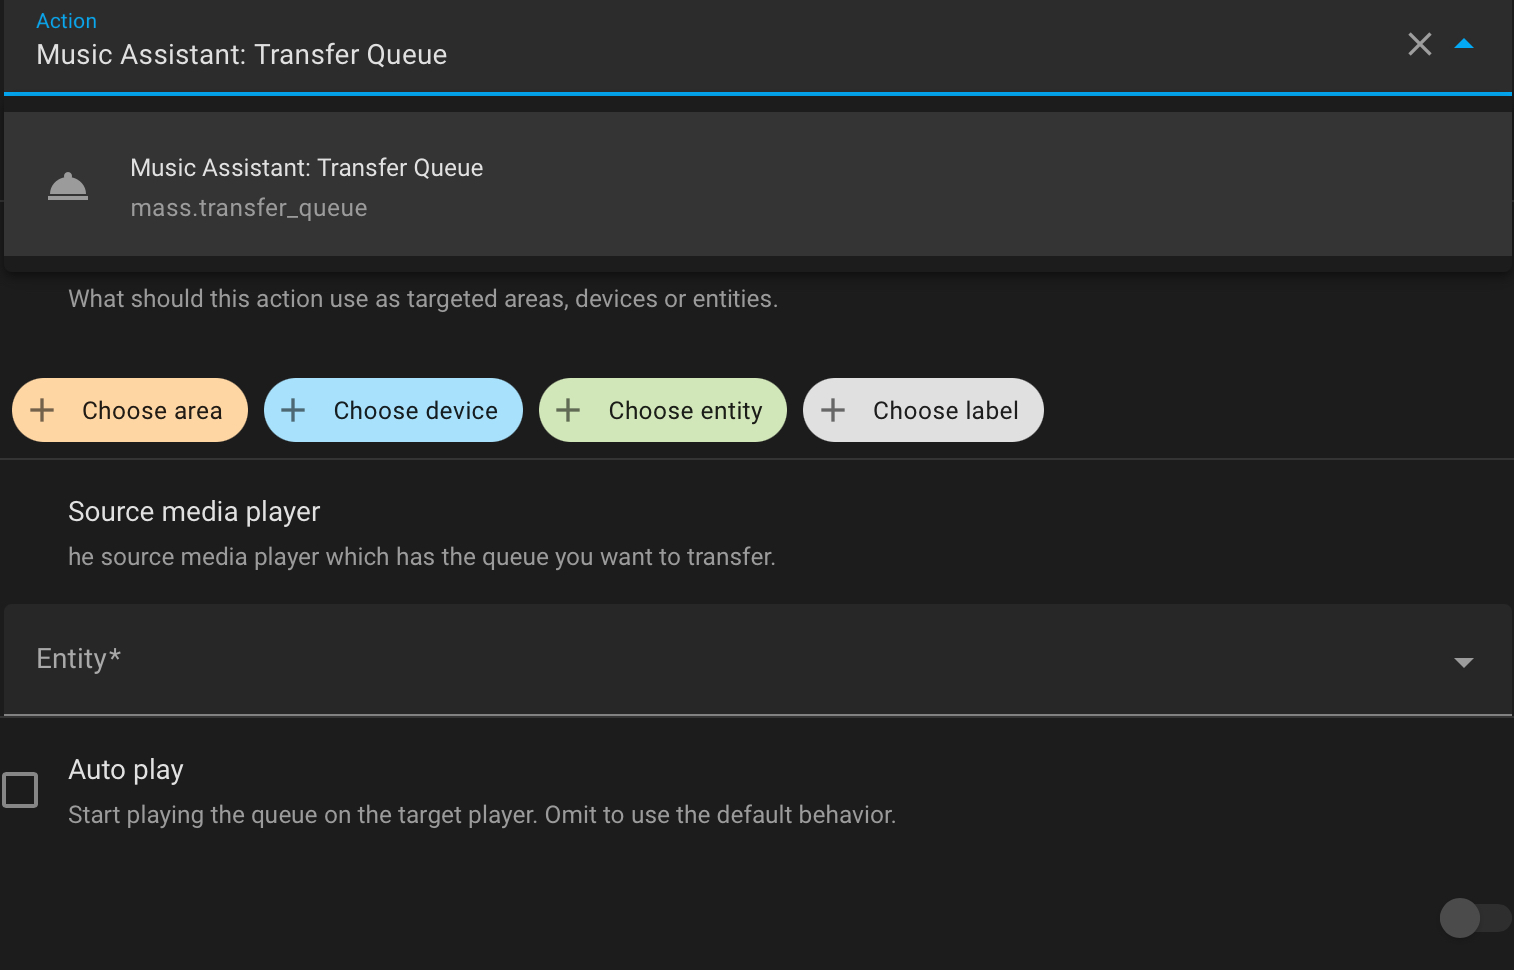 Action
Music Assistant: Transfer Queue
Music Assistant: Transfer Queue
mass.transfer_queue
What should this action use as targeted areas, devices or entities.
Choose area
Choose device
Choose entity
Choose label
Source media player
he source media player which has the queue you want to transfer.
Entity*
Auto play
Start playing the queue on the target player. Omit to use the default behavior.